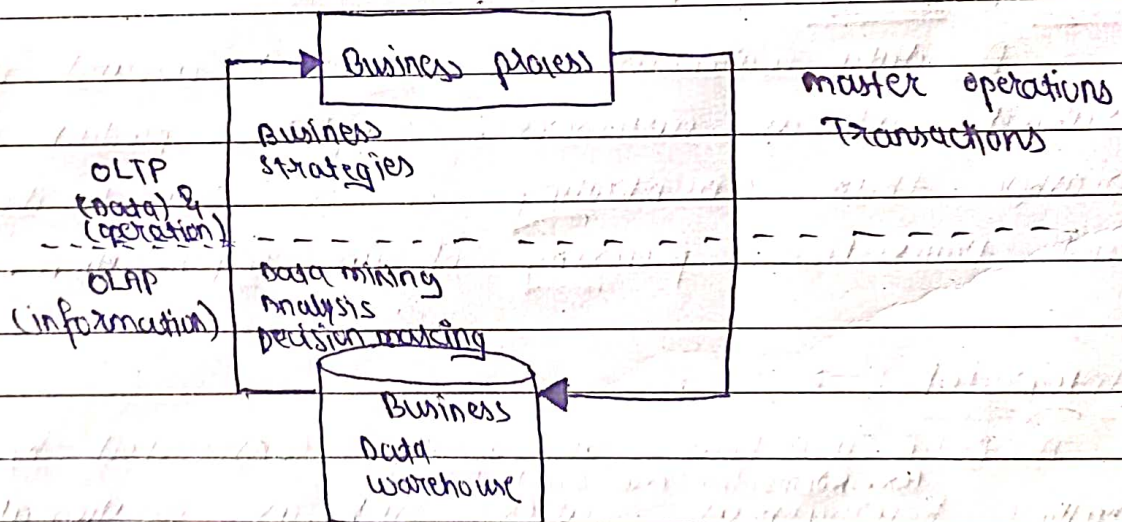 Business process
master operations
Transactions
Business
strategies
OLTP
(Data) &
(operation)
OLAP
(information)
Data mining
Analysis
Decision making
Business
Data
warehouse